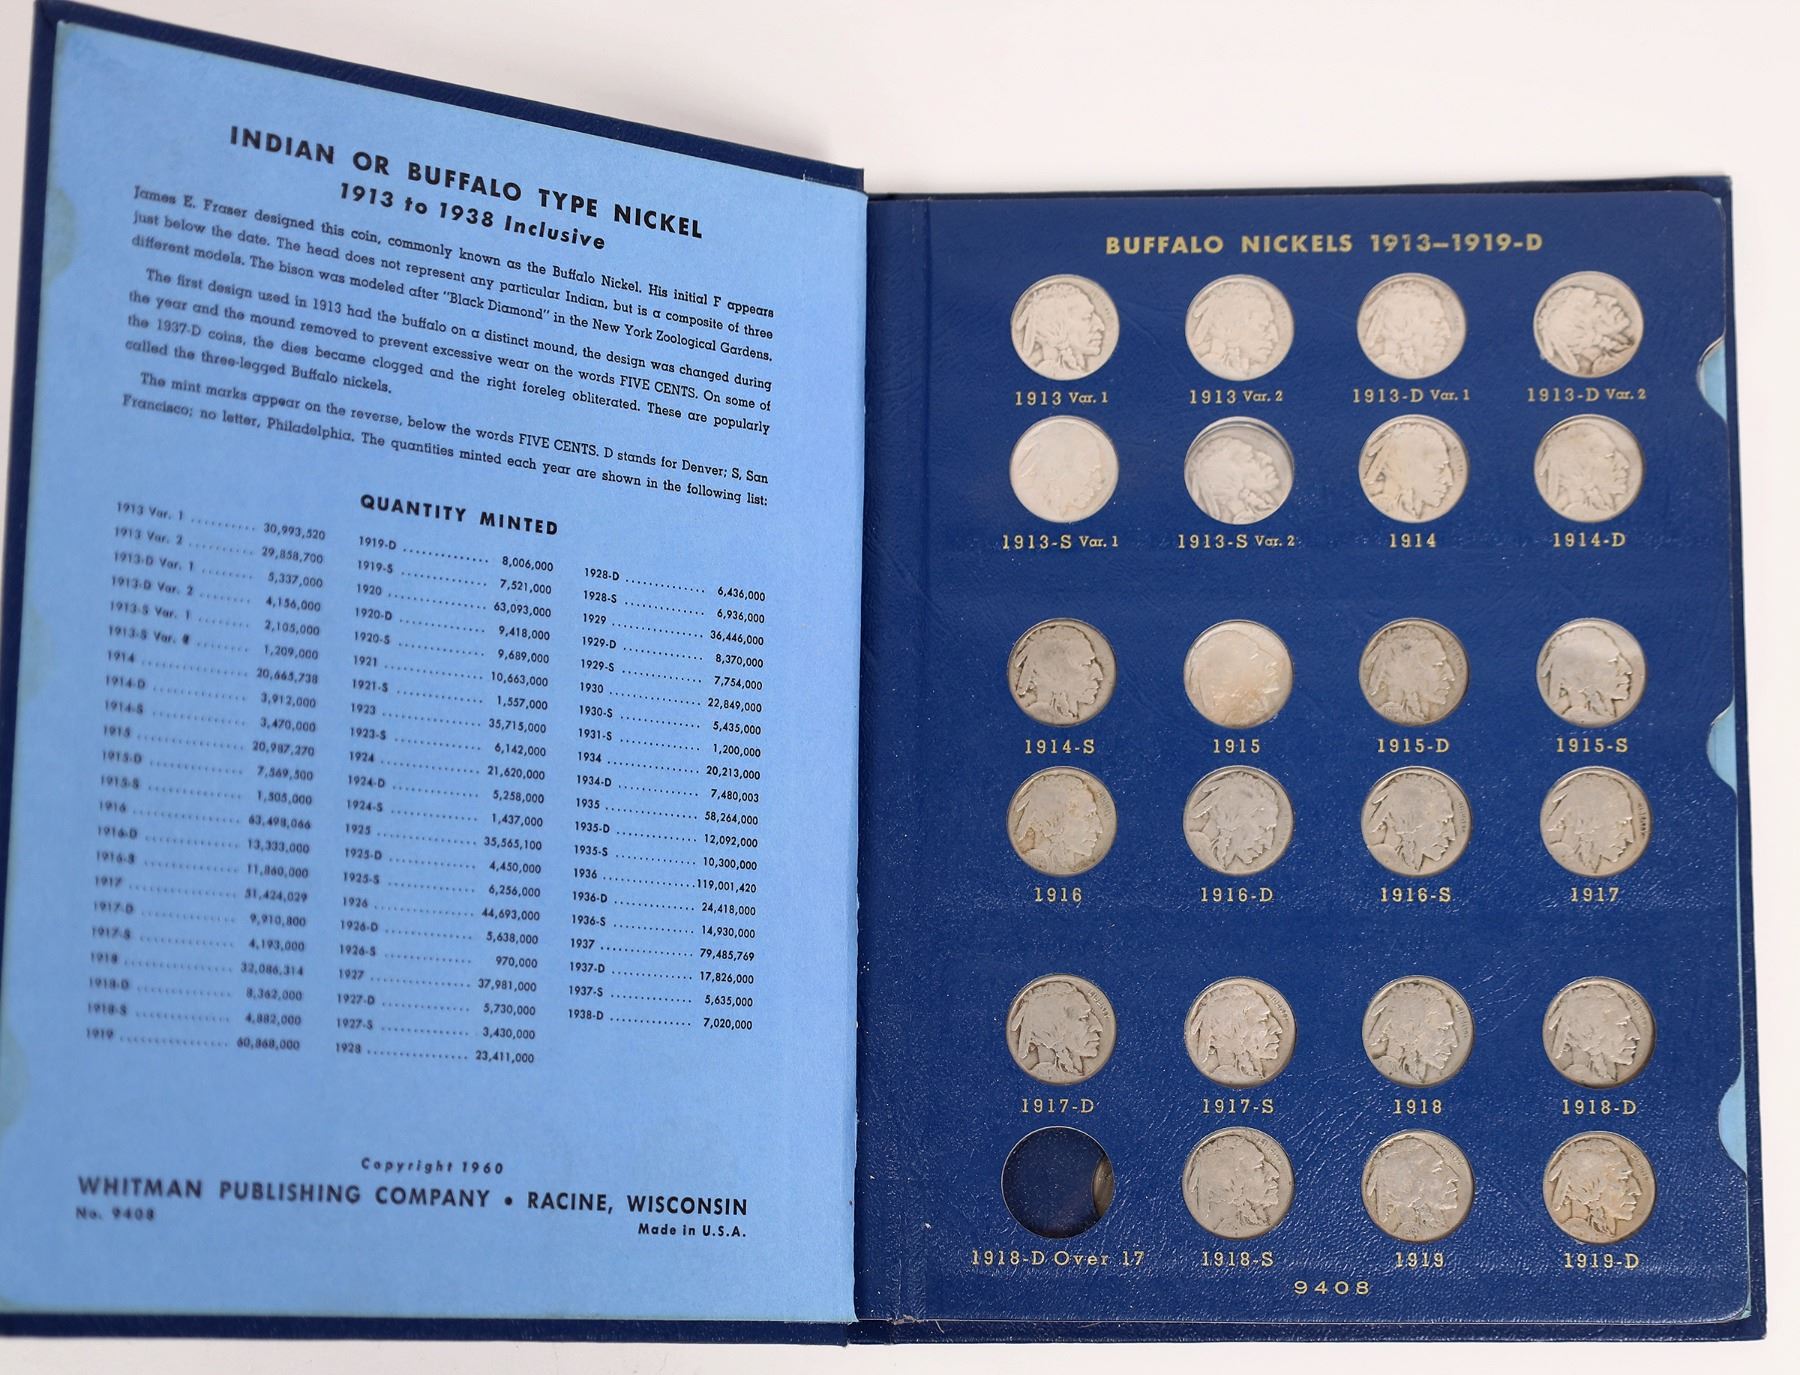 INDIAN OR BUFFALO TYPE NICKEL
1913 to 1938 Inclusive
James E. Fraser designed this coin, commonly known as the Buffalo Nickel. His initial F appears
just below the date. The head does not represent any particular Indian, but is a composite of three
different models. The bison was modeled after "Black Diamond" in the New York Zoological Gardens.
The first design used in 1913 had the buffalo on a distinct mound, the design was changed during
the year and the mound removed to prevent excessive wear on the words FIVE CENTS. On some of
the 1937-D coins, the dies became clogged and the right foreleg obliterated. These are popularly
called the three-legged Buffalo nickels.
The mint marks appear on the reverse, below the words FIVE CENTS. D stands for Denver; S, San
Francisco; no letter, Philadelphia. The quantities minted each year are shown in the following list:
QUANTITY MINTED
1913 Var. 1 .......... 30,993,520
1913 Var. 2 ......... 29,858,700
1913-D Var. 1 ........ 5,337,000
1913-D Var. 2 ........ 4,156,000
1913-S Var. 1 ........ 2,105,000
1913-S Var. ........ 1,209,000
1914 ................ 20,665,738
1914-D .............. 3,912,000
1914-S .............. 3,470,000
1915 ................ 20,987,270
1915-D .............. 7,569,500
1915-S .............. 1,505,000
1916 ................ 63,498,066
1916-D .............. 13,333,000
1916-S .............. 11,860,000
1917 ................ 51,424,029
1917-D .............. 9,910,800
1917-S .............. 4,193,000
1918 ................ 32,086,314
1918-D .............. 8,362,000
1918-S .............. 4,882,000
1919 ................ 60,868,000
1919-D .............. 8,006,000
1919-S .............. 7,521,000
1920 ................ 63,093,000
1920-D .............. 9,418,000
1920-S .............. 9,689,000
1921 ................ 10,663,000
1921-S .............. 1,557,000
1923 ................ 35,715,000
1923-S .............. 6,142,000
1924 ................ 21,620,000
1924-D .............. 5,258,000
1924-S .............. 1,437,000
1925 ................ 35,565,100
1925-D .............. 4,450,000
1925-S .............. 6,256,000
1926 ................ 44,693,000
1926-D .............. 5,638,000
1926-S .............. 970,000
1927 ................ 37,981,000
1927-D .............. 5,730,000
1927-S .............. 3,430,000
1928 ................ 23,411,000
1928-D .............. 6,436,000
1928-S .............. 6,936,000
1929 ................ 36,446,000
1929-D .............. 8,370,000
1929-S .............. 7,754,000
1930 ................ 22,849,000
1930-S .............. 5,435,000
1931-S .............. 1,200,000
1934 ................ 20,213,000
1934-D .............. 7,480,003
1935 ................ 58,264,000
1935-D .............. 12,092,000
1935-S .............. 10,300,000
1936 ................ 119,001,420
1936-D .............. 24,418,000
1936-S .............. 14,930,000
1937 ................ 79,485,769
1937-D .............. 17,826,000
1937-S .............. 5,635,000
1938-D .............. 7,020,000
Copyright 1960
WHITMAN PUBLISHING COMPANY • RACINE, WISCONSIN
No. 9408
Made in U.S.A.
BUFFALO NICKELS 1913–1919-D
1913 Var. 1 1913 Var. 2 1913-D Var. 1 1913-D Var. 2
1913-S Var. 1 1913-S Var. 2 1914 1914-D
1914-S 1915 1915-D 1915-S
1916 1916-D 1916-S 1917
1917-D 1917-S 1918 1918-D
1918-D Over 17 1918-S 1919 1919-D
9408